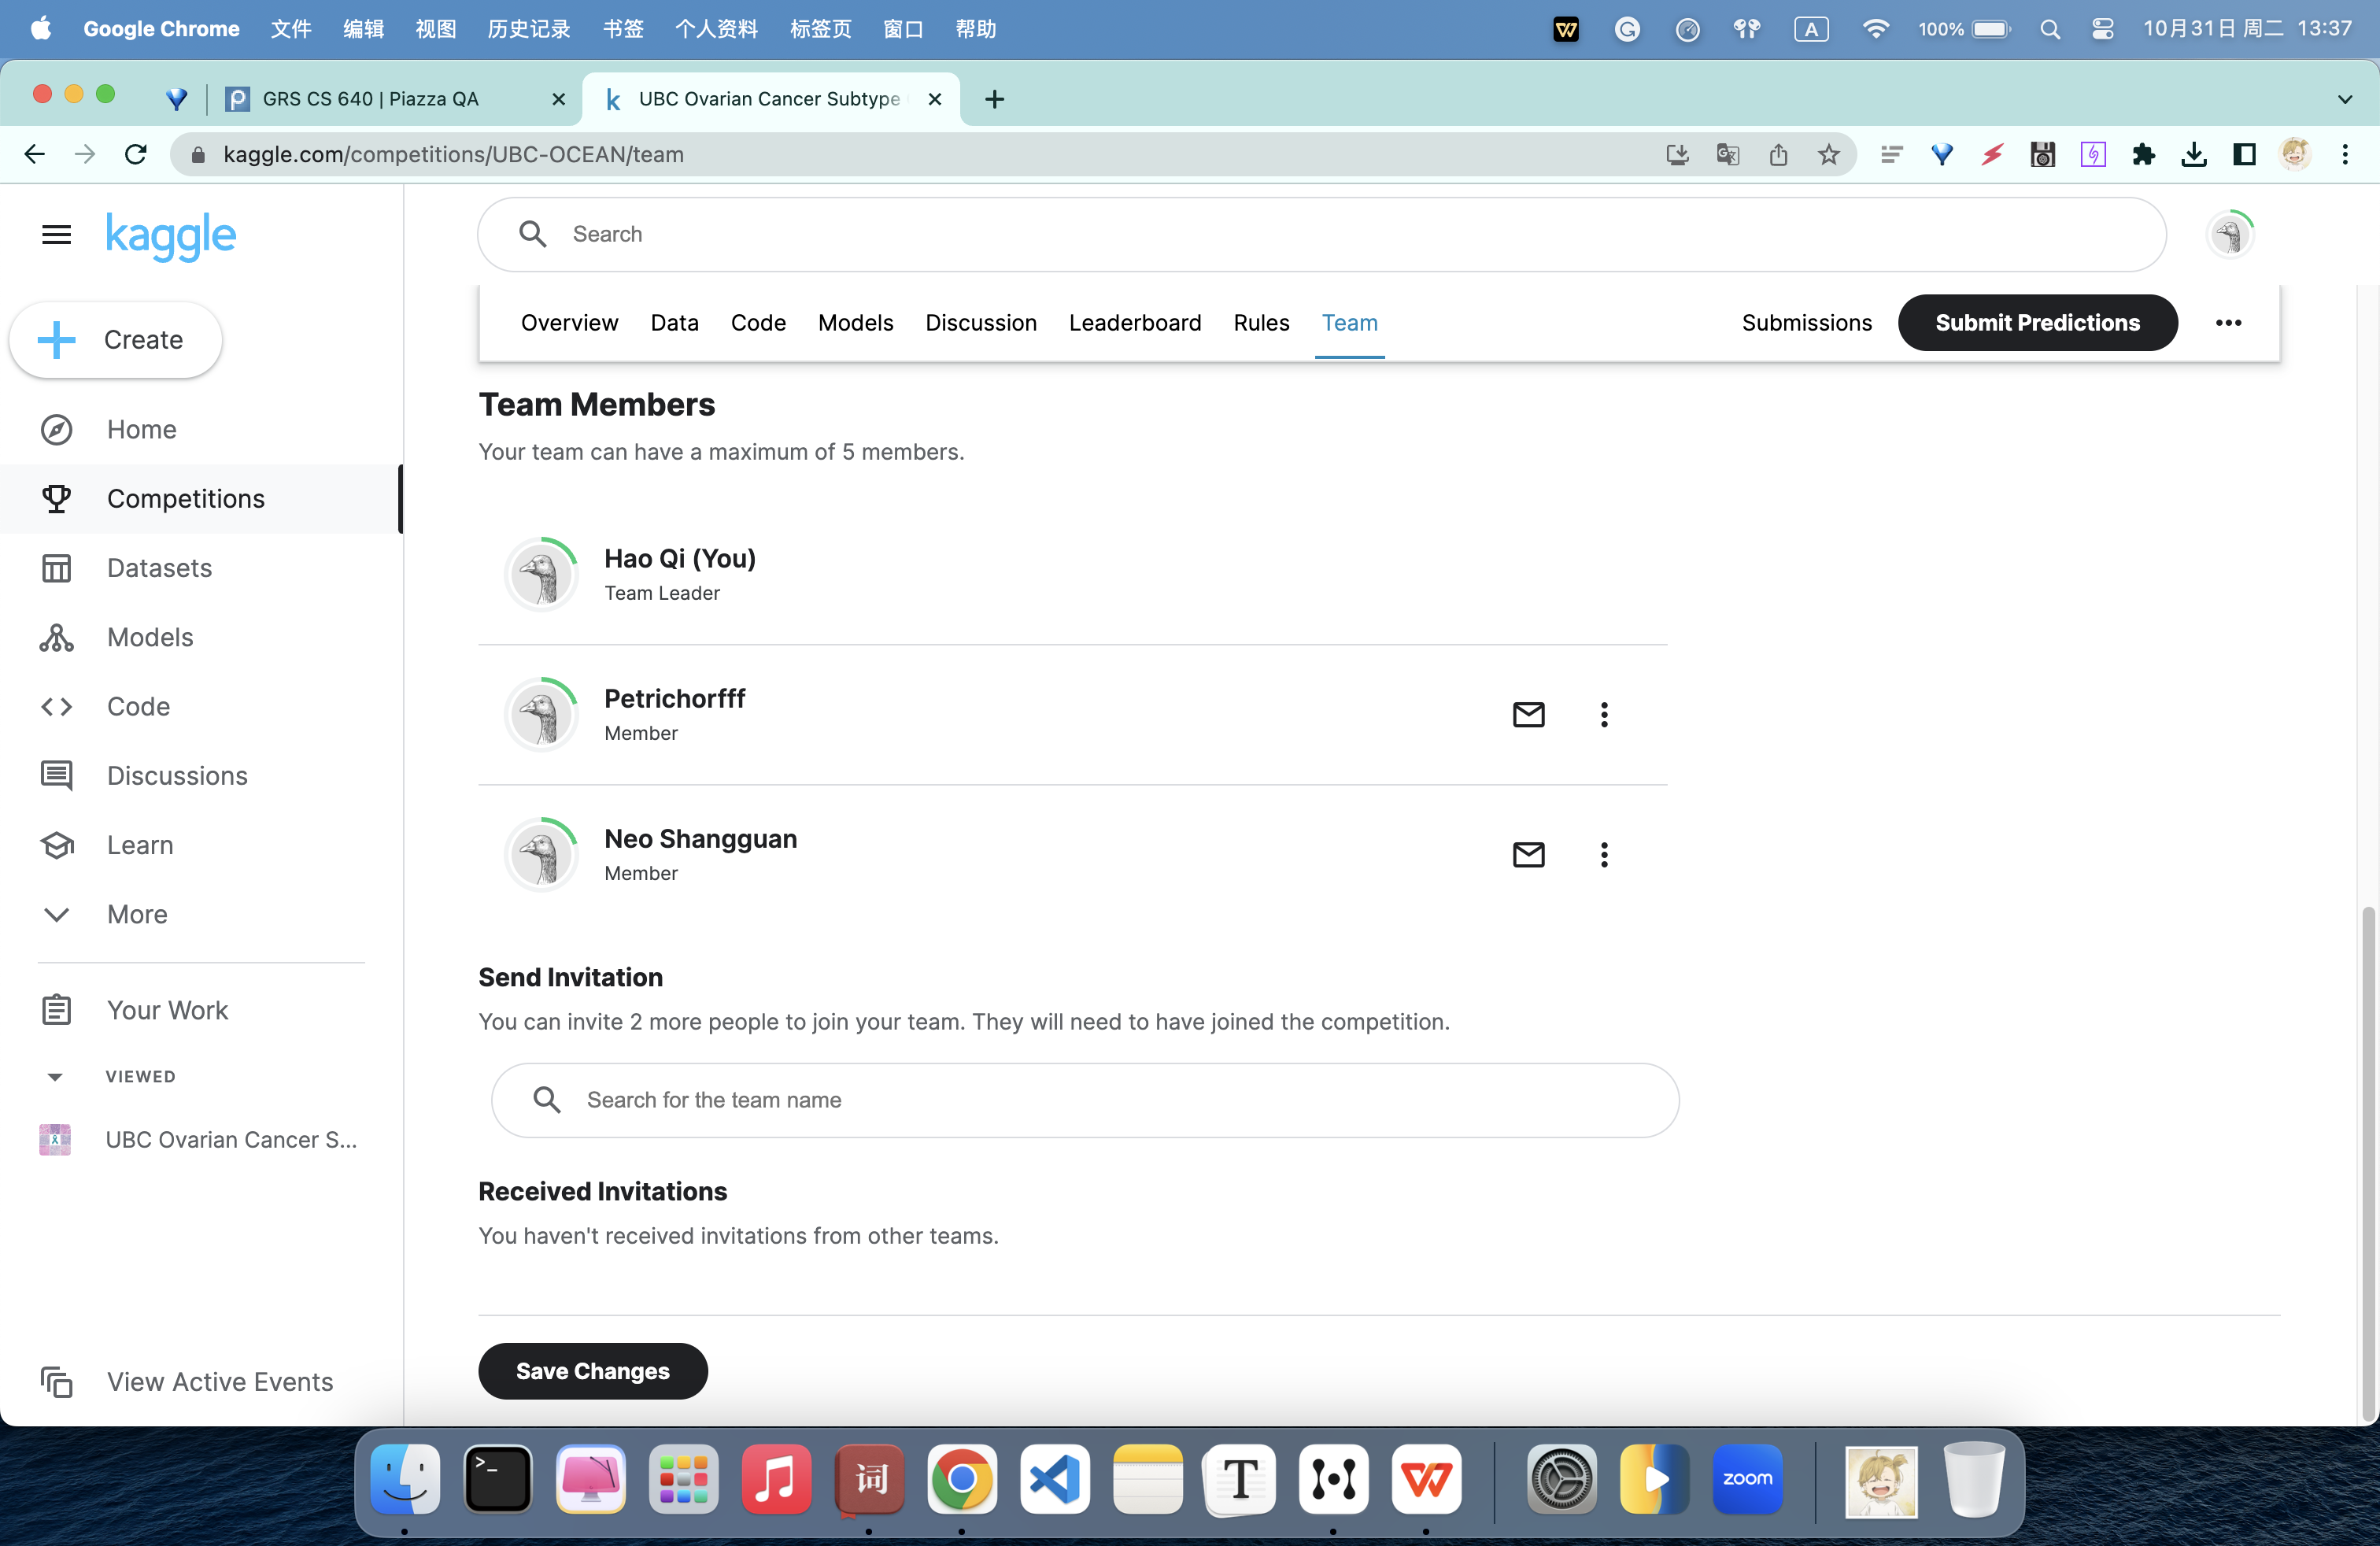 Google Chrome 文件 编辑 视图 历史记录 书签 个人资料 标签页 窗口 帮助 A 100% 10月31日 周二 13:37
GRS CS 640 | Piazza QA UBC Ovarian Cancer Subtype
kaggle.com/competitions/UBC-OCEAN/team
kaggle
Search
Create
Overview Data Code Models Discussion Leaderboard Rules Team Submissions Submit Predictions
Home
Competitions
Datasets
Models
Code
Discussions
Learn
More
Your Work
VIEWED
UBC Ovarian Cancer S...
View Active Events
Team Members
Your team can have a maximum of 5 members.
Hao Qi (You)
Team Leader
Petrichorfff
Member
Neo Shangguan
Member
Send Invitation
You can invite 2 more people to join your team. They will need to have joined the competition.
Search for the team name
Received Invitations
You haven't received invitations from other teams.
Save Changes
词
T
zoom